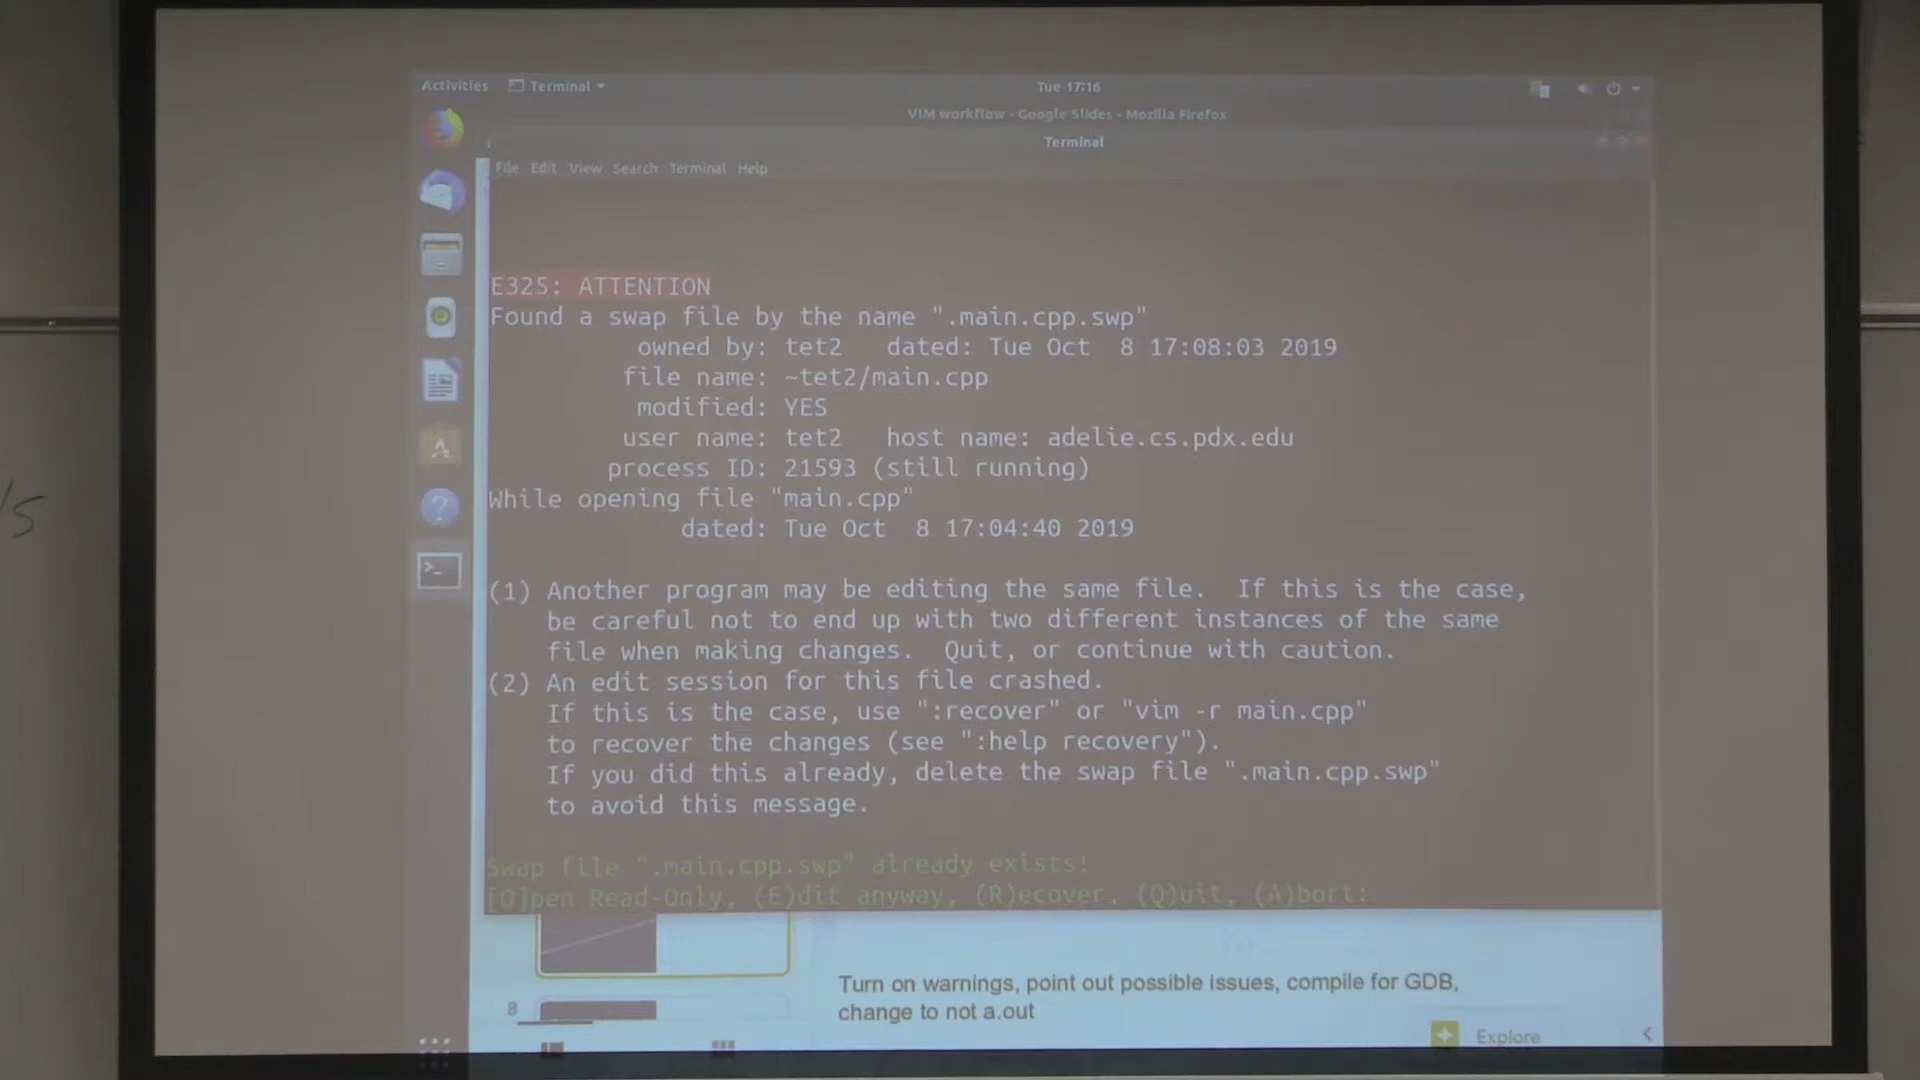 Activities Terminal Tue 17:16
VIM workflow - Google Slides - Mozilla Firefox
Terminal
File Edit View Search Terminal Help
E325: ATTENTION
Found a swap file by the name ".main.cpp.swp"
owned by: tet2 dated: Tue Oct 8 17:08:03 2019
file name: ~tet2/main.cpp
modified: YES
user name: tet2 host name: adelie.cs.pdx.edu
process ID: 21593 (still running)
While opening file "main.cpp"
dated: Tue Oct 8 17:04:40 2019
(1) Another program may be editing the same file. If this is the case,
be careful not to end up with two different instances of the same
file when making changes. Quit, or continue with caution.
(2) An edit session for this file crashed.
If this is the case, use ":recover" or "vim -r main.cpp"
to recover the changes (see ":help recovery").
If you did this already, delete the swap file ".main.cpp.swp"
to avoid this message.
Swap file ".main.cpp.swp" already exists!
[O]pen Read-Only, (E)dit anyway, (R)ecover, (Q)uit, (A)bort:
Turn on warnings, point out possible issues, compile for GDB,
change to not a.out
8
Explore